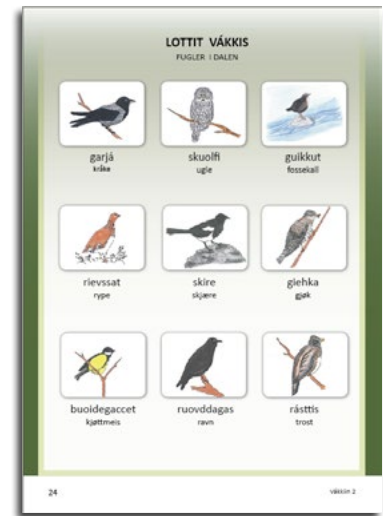 LOTTIT VÁKKIS
FUGLER I DALEN
garjá
kråke
skuolfi
ugle
guikkut
fossekall
rievssat
rype
skire
skjære
giehka
gjøk
buoidegaccet
kjøttmeis
ruovddagas
ravn
rásttis
trost
24
Vákkiin 2